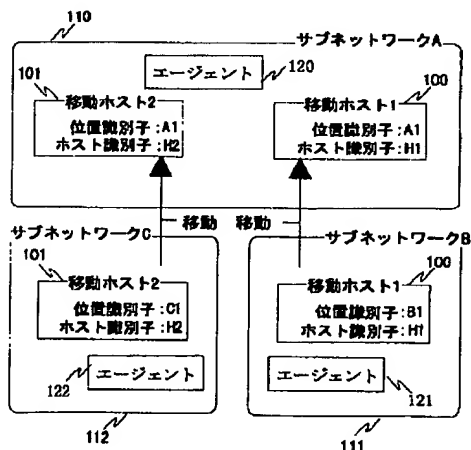 110
サブネットワークA
エージェント
120
101
移動ホスト2
位置識別子:A1
ホスト識別子:H2
100
移動ホスト1
位置識別子:A1
ホスト識別子:H1
移動
移動
サブネットワークC
101
移動ホスト2
位置識別子:C1
ホスト識別子:H2
エージェント
122
112
サブネットワークB
100
移動ホスト1
位置識別子:B1
ホスト識別子:H1
エージェント
121
111